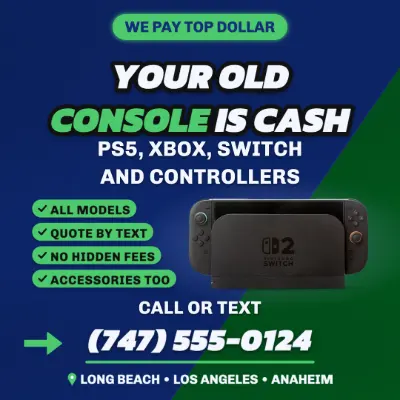 WE PAY TOP DOLLAR
YOUR OLD
CONSOLE IS CASH
PS5, XBOX, SWITCH
AND CONTROLLERS
✓ ALL MODELS
✓ QUOTE BY TEXT
✓ NO HIDDEN FEES
✓ ACCESSORIES TOO
2
NINTENDO
SWITCH
CALL OR TEXT
→ (747) 555-0124
LONG BEACH • LOS ANGELES • ANAHEIM